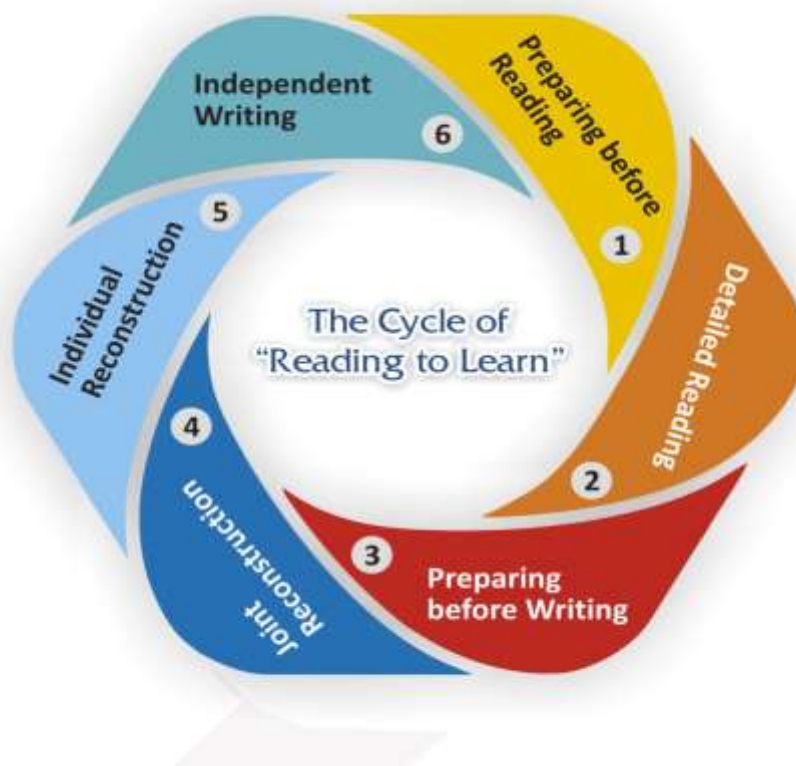 The Cycle of
“Reading to Learn”
Preparing before
Reading
1
Detailed Reading
2
3
Preparing
before Writing
4
Joint
Reconstruction
5
Individual
Reconstruction
Independent
Writing
6